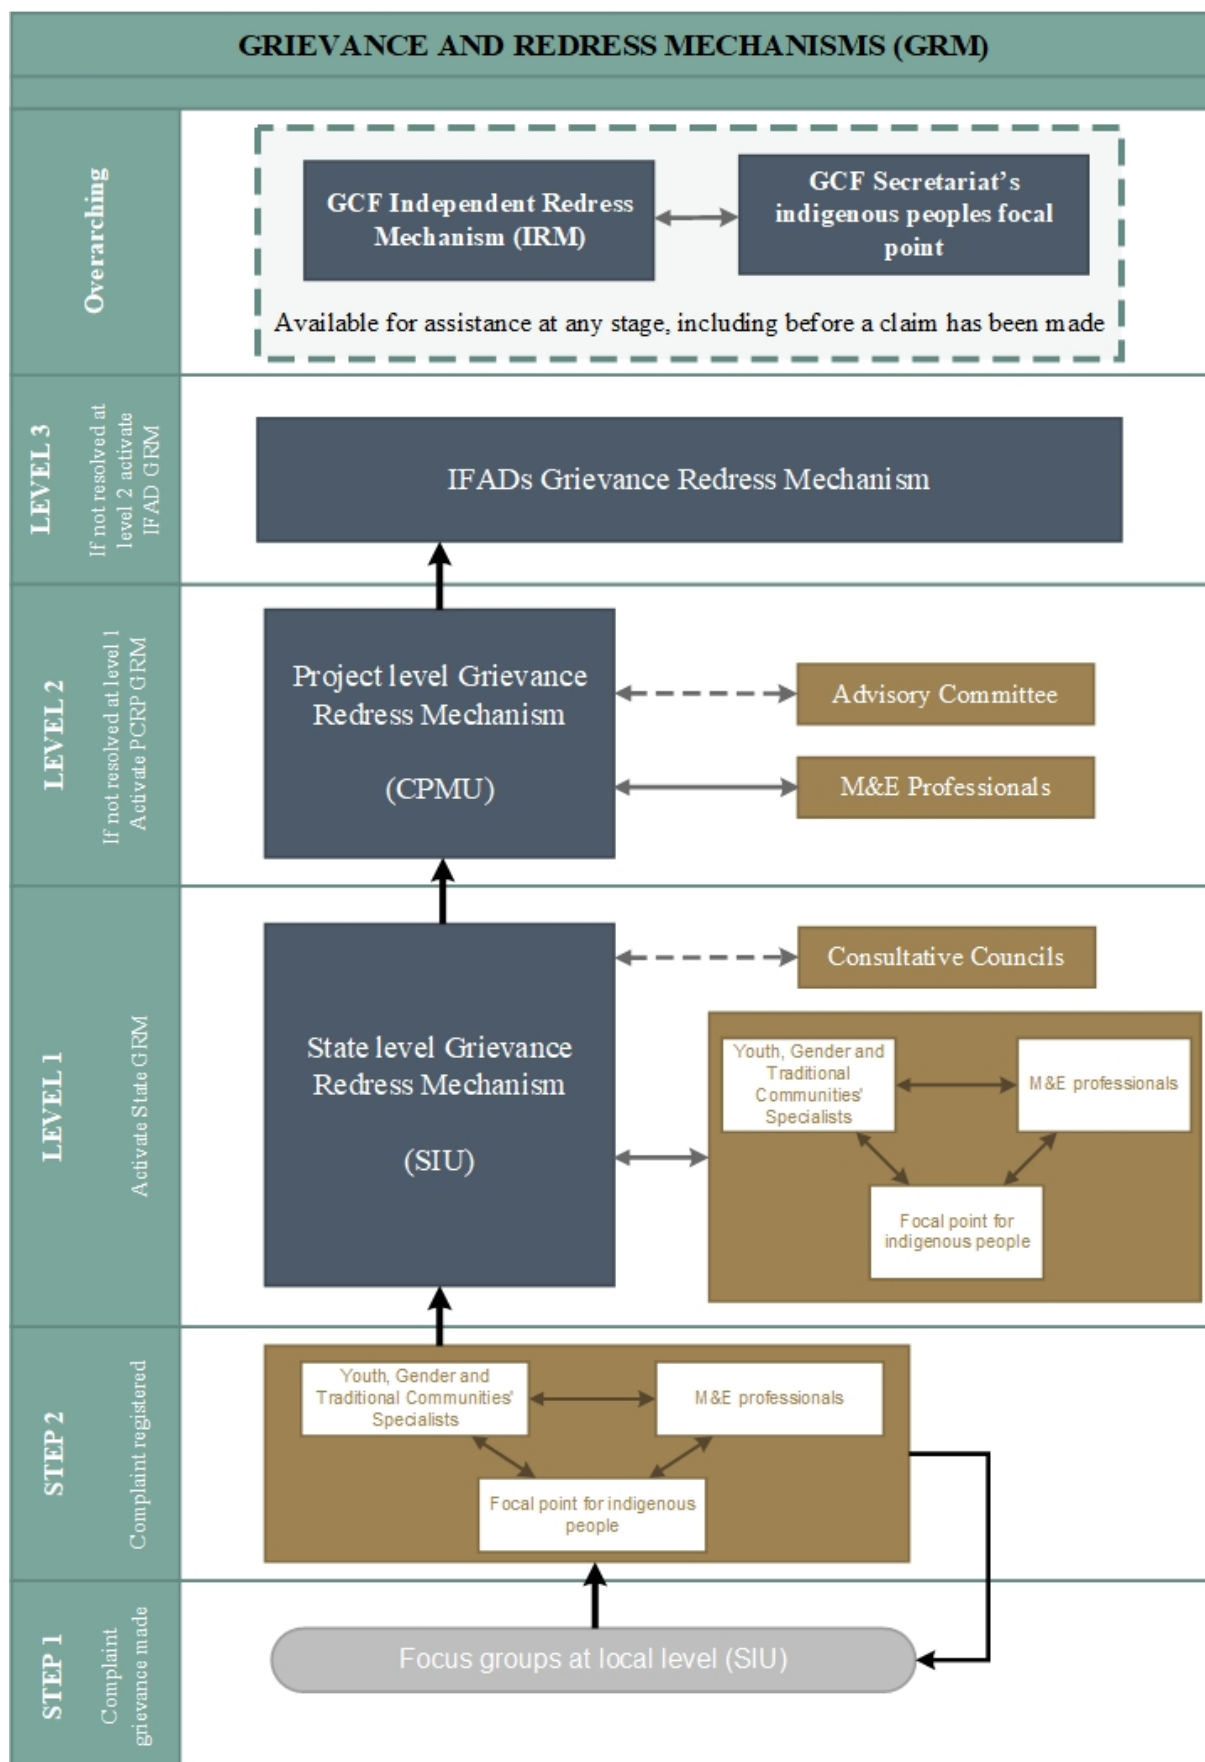 GRIEVANCE AND REDRESS MECHANISMS (GRM)
Overarching
GCF Independent Redress
Mechanism (IRM)
GCF Secretariat's
indigenous peoples focal
point
Available for assistance at any stage, including before a claim has been made
LEVEL 3
If not resolved at
level 2 activate
IFAD GRM
IFADs Grievance Redress Mechanism
LEVEL 2
If not resolved at level 1
Activate PCRP GRM
Project level Grievance
Redress Mechanism
(CPMU)
Advisory Committee
M&E Professionals
LEVEL 1
Activate State GRM
State level Grievance
Redress Mechanism
(SIU)
Consultative Councils
Youth, Gender and
Traditional
Communities'
Specialists
M&E professionals
Focal point for
indigenous people
STEP 2
Complaint registered
Youth, Gender and
Traditional Communities'
Specialists
M&E professionals
Focal point for indigenous
people
STEP 1
Complaint
grievance made
Focus groups at local level (SIU)